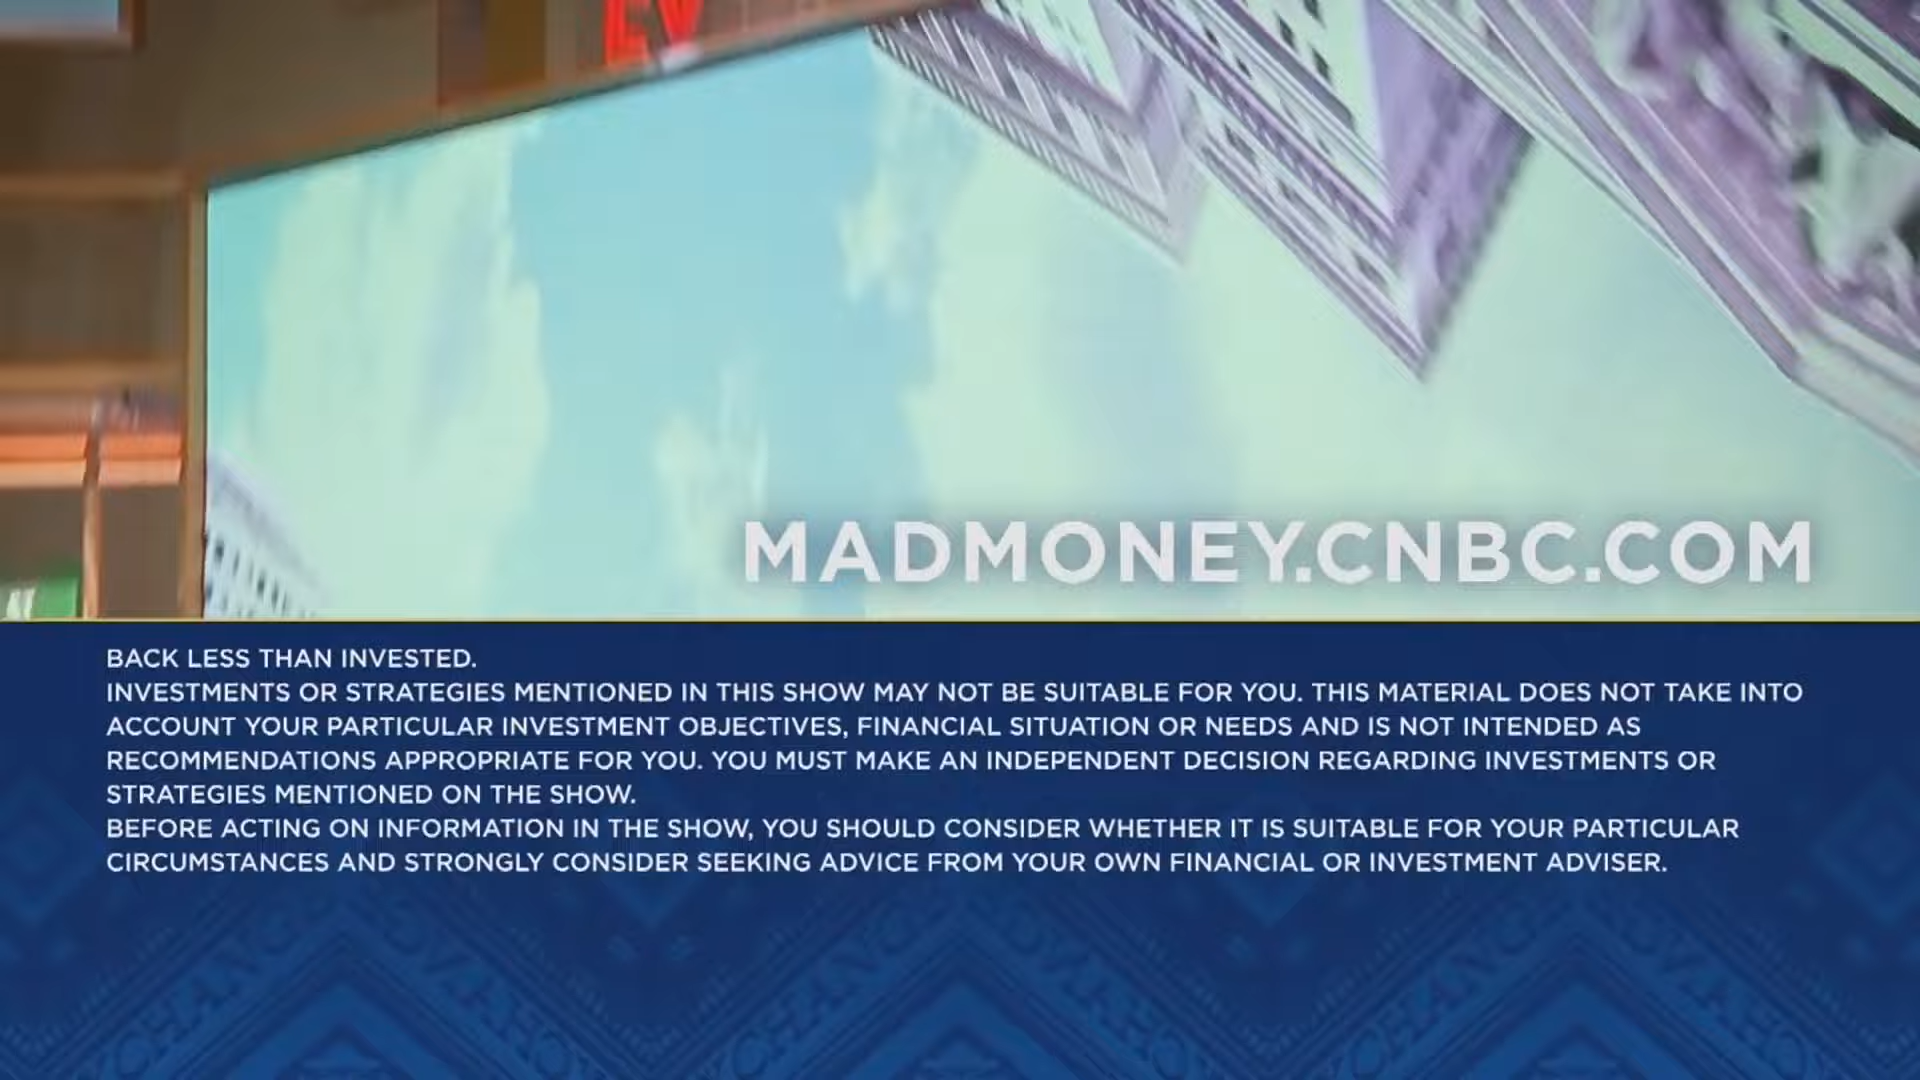 MADMONEY.CNBC.COM
BACK LESS THAN INVESTED.
INVESTMENTS OR STRATEGIES MENTIONED IN THIS SHOW MAY NOT BE SUITABLE FOR YOU. THIS MATERIAL DOES NOT TAKE INTO
ACCOUNT YOUR PARTICULAR INVESTMENT OBJECTIVES, FINANCIAL SITUATION OR NEEDS AND IS NOT INTENDED AS
RECOMMENDATIONS APPROPRIATE FOR YOU. YOU MUST MAKE AN INDEPENDENT DECISION REGARDING INVESTMENTS OR
STRATEGIES MENTIONED ON THE SHOW.
BEFORE ACTING ON INFORMATION IN THE SHOW, YOU SHOULD CONSIDER WHETHER IT IS SUITABLE FOR YOUR PARTICULAR
CIRCUMSTANCES AND STRONGLY CONSIDER SEEKING ADVICE FROM YOUR OWN FINANCIAL OR INVESTMENT ADVISER.